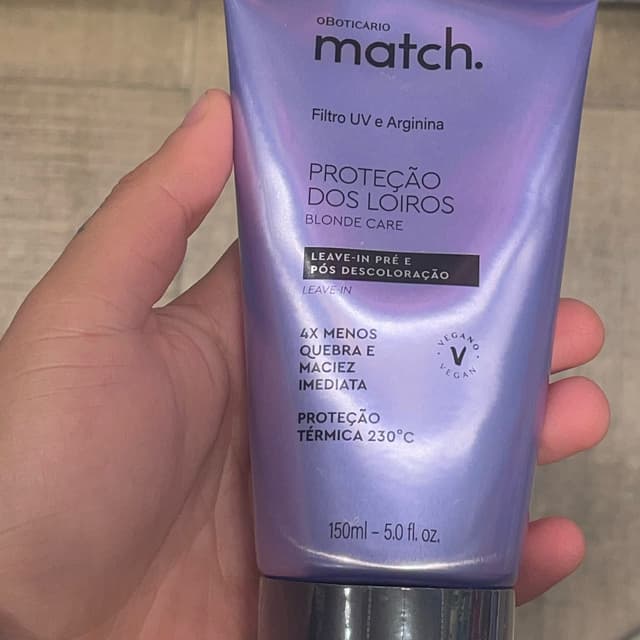 oBOTICÁRIO
match.
Filtro UV e Arginina
PROTEÇÃO
DOS LOIROS
BLONDE CARE
LEAVE-IN PRÉ E
PÓS DESCOLORAÇÃO
LEAVE-IN
4X MENOS
QUEBRA E
MACIEZ
IMEDIATA
VEGANO
V
VEGAN
PROTEÇÃO
TÉRMICA 230°C
150ml – 5.0 fl. oz.